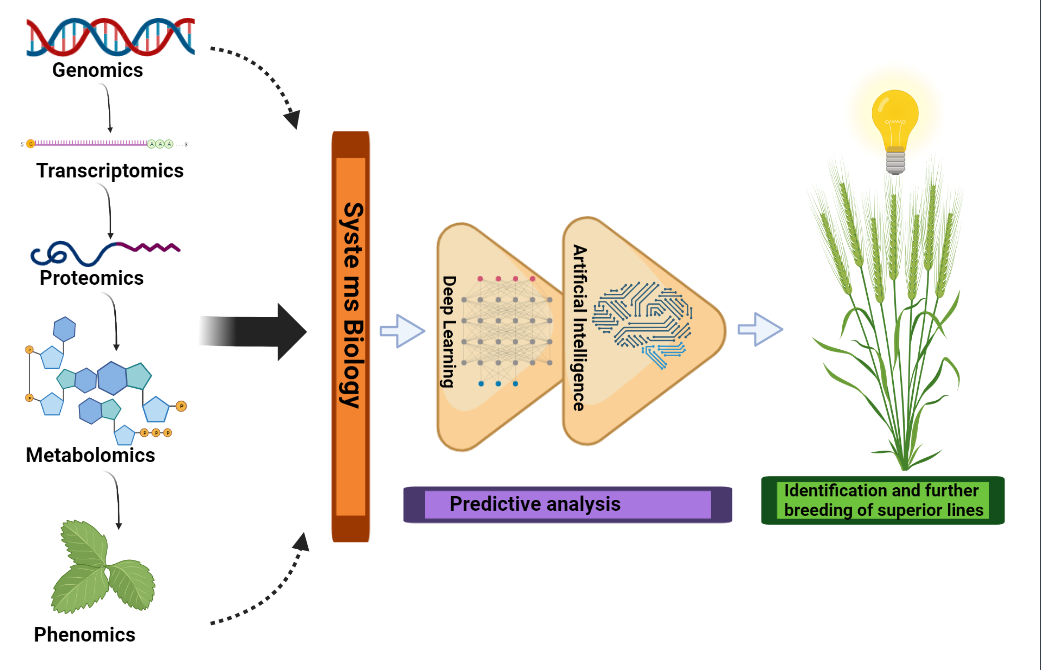 Genomics
Transcriptomics
Proteomics
Metabolomics
Phenomics
Syste ms Biology
Deep Learning
Artificial Intelligence
Predictive analysis
Identification and further
breeding of superior lines